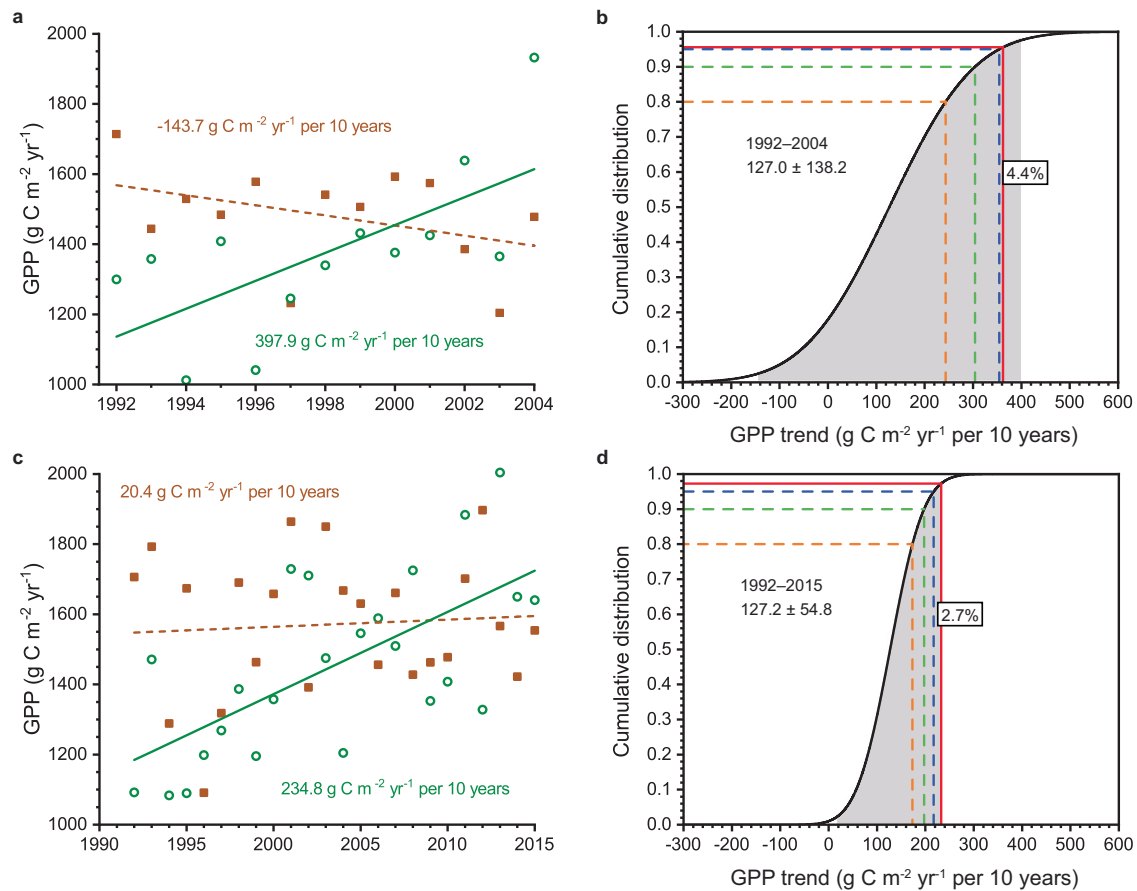 a
2000
1800
1600
1400
1200
1000
GPP (g C m⁻² yr⁻¹)
-143.7 g C m⁻² yr⁻¹ per 10 years
397.9 g C m⁻² yr⁻¹ per 10 years
1992 1994 1996 1998 2000 2002 2004
b
1.0
0.9
0.8
0.7
0.6
0.5
0.4
0.3
0.2
0.1
0.0
Cumulative distribution
1992–2004
127.0 ± 138.2
4.4%
-300 -200 -100 0 100 200 300 400 500 600
GPP trend (g C m⁻² yr⁻¹ per 10 years)
c
2000
1800
1600
1400
1200
1000
GPP (g C m⁻² yr⁻¹)
20.4 g C m⁻² yr⁻¹ per 10 years
234.8 g C m⁻² yr⁻¹ per 10 years
1990 1995 2000 2005 2010 2015
d
1.0
0.9
0.8
0.7
0.6
0.5
0.4
0.3
0.2
0.1
0.0
Cumulative distribution
1992–2015
127.2 ± 54.8
2.7%
-300 -200 -100 0 100 200 300 400 500 600
GPP trend (g C m⁻² yr⁻¹ per 10 years)